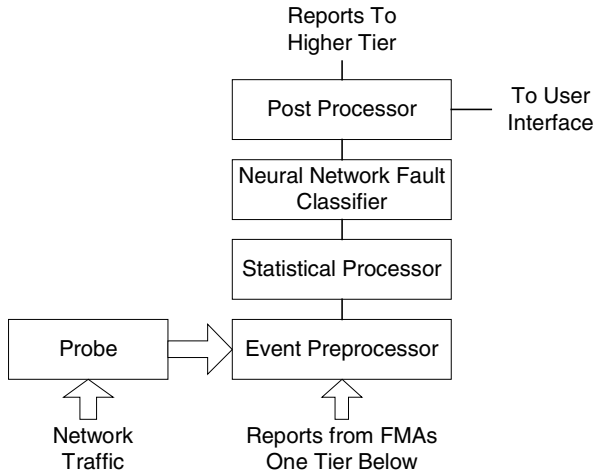 Reports To
Higher Tier
Post Processor
To User
Interface
Neural Network Fault
Classifier
Statistical Processor
Probe
Event Preprocessor
Network
Traffic
Reports from FMAs
One Tier Below